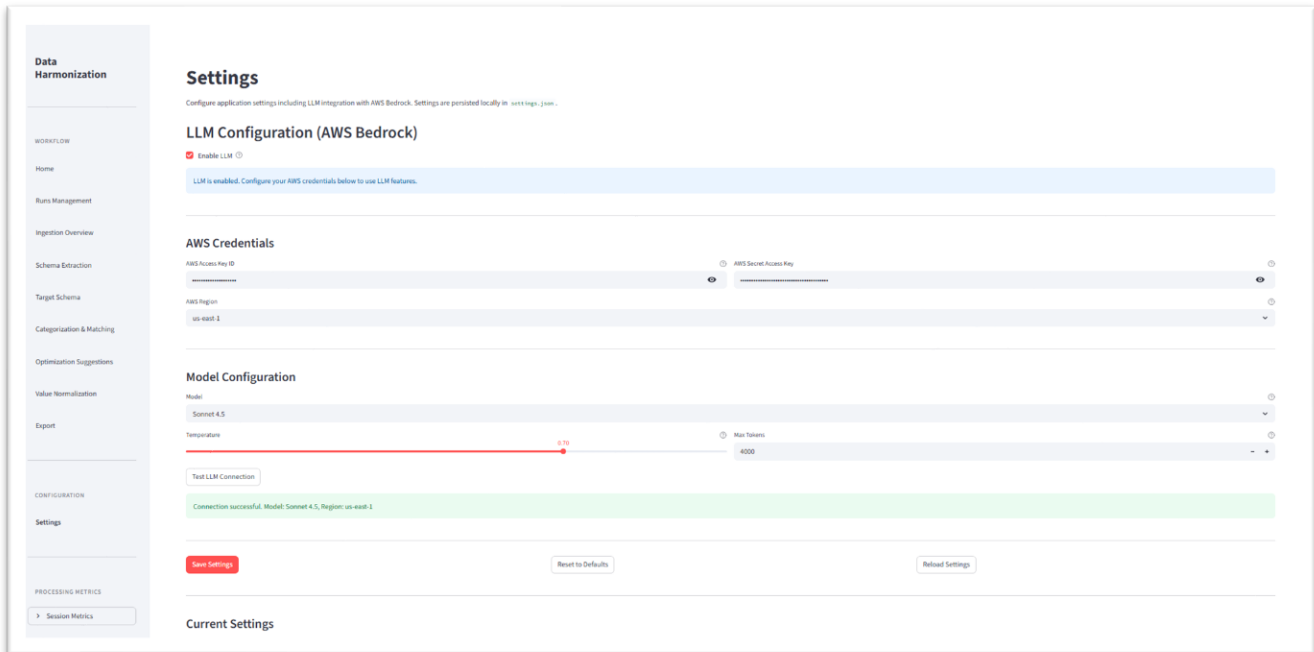 Data
Harmonization
WORKFLOW
Home
Runs Management
Ingestion Overview
Schema Extraction
Target Schema
Categorization & Matching
Optimization Suggestions
Value Normalization
Export
CONFIGURATION
Settings
PROCESSING METRICS
Session Metrics
Settings
Configure application settings including LLM integration with AWS Bedrock. Settings are persisted locally in settings.json.
LLM Configuration (AWS Bedrock)
Enable LLM
LLM is enabled. Configure your AWS credentials below to use LLM features.
AWS Credentials
AWS Access Key ID
AWS Secret Access Key
AWS Region
us-east-1
Model Configuration
Model
Sonnet 4.5
Temperature
0.70
Max Tokens
4000
Test LLM Connection
Connection successful. Model: Sonnet 4.5, Region: us-east-1
Save Settings
Reset to Defaults
Reload Settings
Current Settings